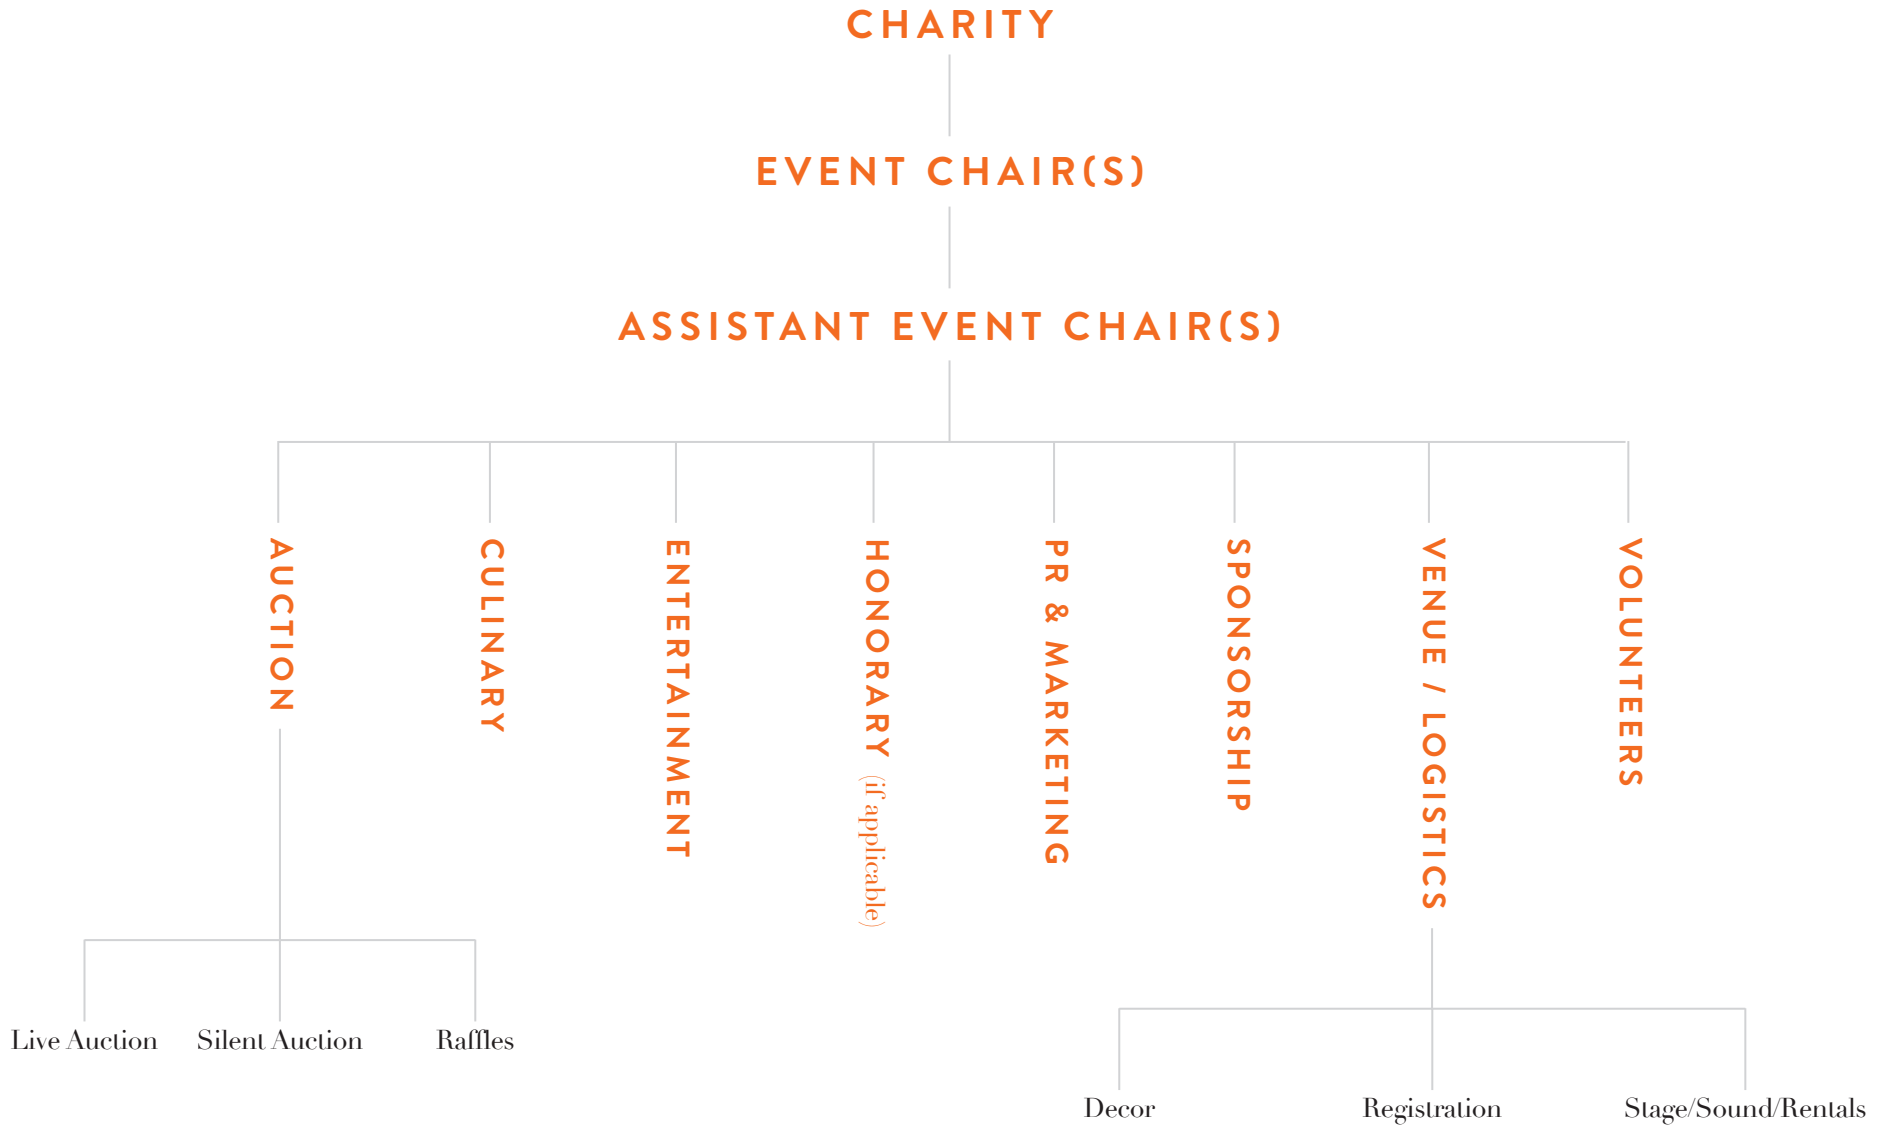 CHARITY
EVENT CHAIR(S)
ASSISTANT EVENT CHAIR(S)
AUCTION
CULINARY
ENTERTAINMENT
HONORARY (if applicable)
PR & MARKETING
SPONSORSHIP
VENUE / LOGISTICS
VOLUNTEERS
Live Auction
Silent Auction
Raffles
Decor
Registration
Stage/Sound/Rentals